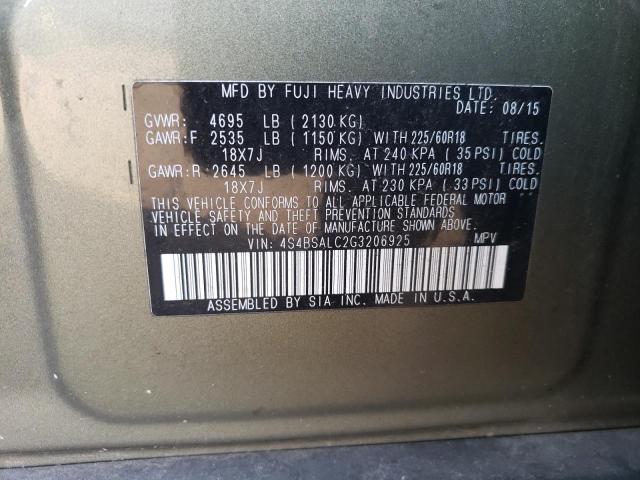 MFD BY FUJI HEAVY INDUSTRIES LTD.
DATE: 08/15
GVWR: 4695 LB ( 2130 KG)
GAWR:F 2535 LB ( 1150 KG) WITH 225/60R18 TIRES.
18X7J RIMS. AT 240 KPA ( 35 PSI) COLD
GAWR:R 2645 LB ( 1200 KG) WITH 225/60R18 TIRES.
18X7J RIMS. AT 230 KPA ( 33 PSI) COLD
THIS VEHICLE CONFORMS TO ALL APPLICABLE FEDERAL MOTOR
VEHICLE SAFETY AND THEFT PREVENTION STANDARDS
IN EFFECT ON THE DATE OF MANUFACTURE SHOWN ABOVE.
VIN: 4S4BSALC2G3206925 MPV
ASSEMBLED BY SIA INC. MADE IN U.S.A.